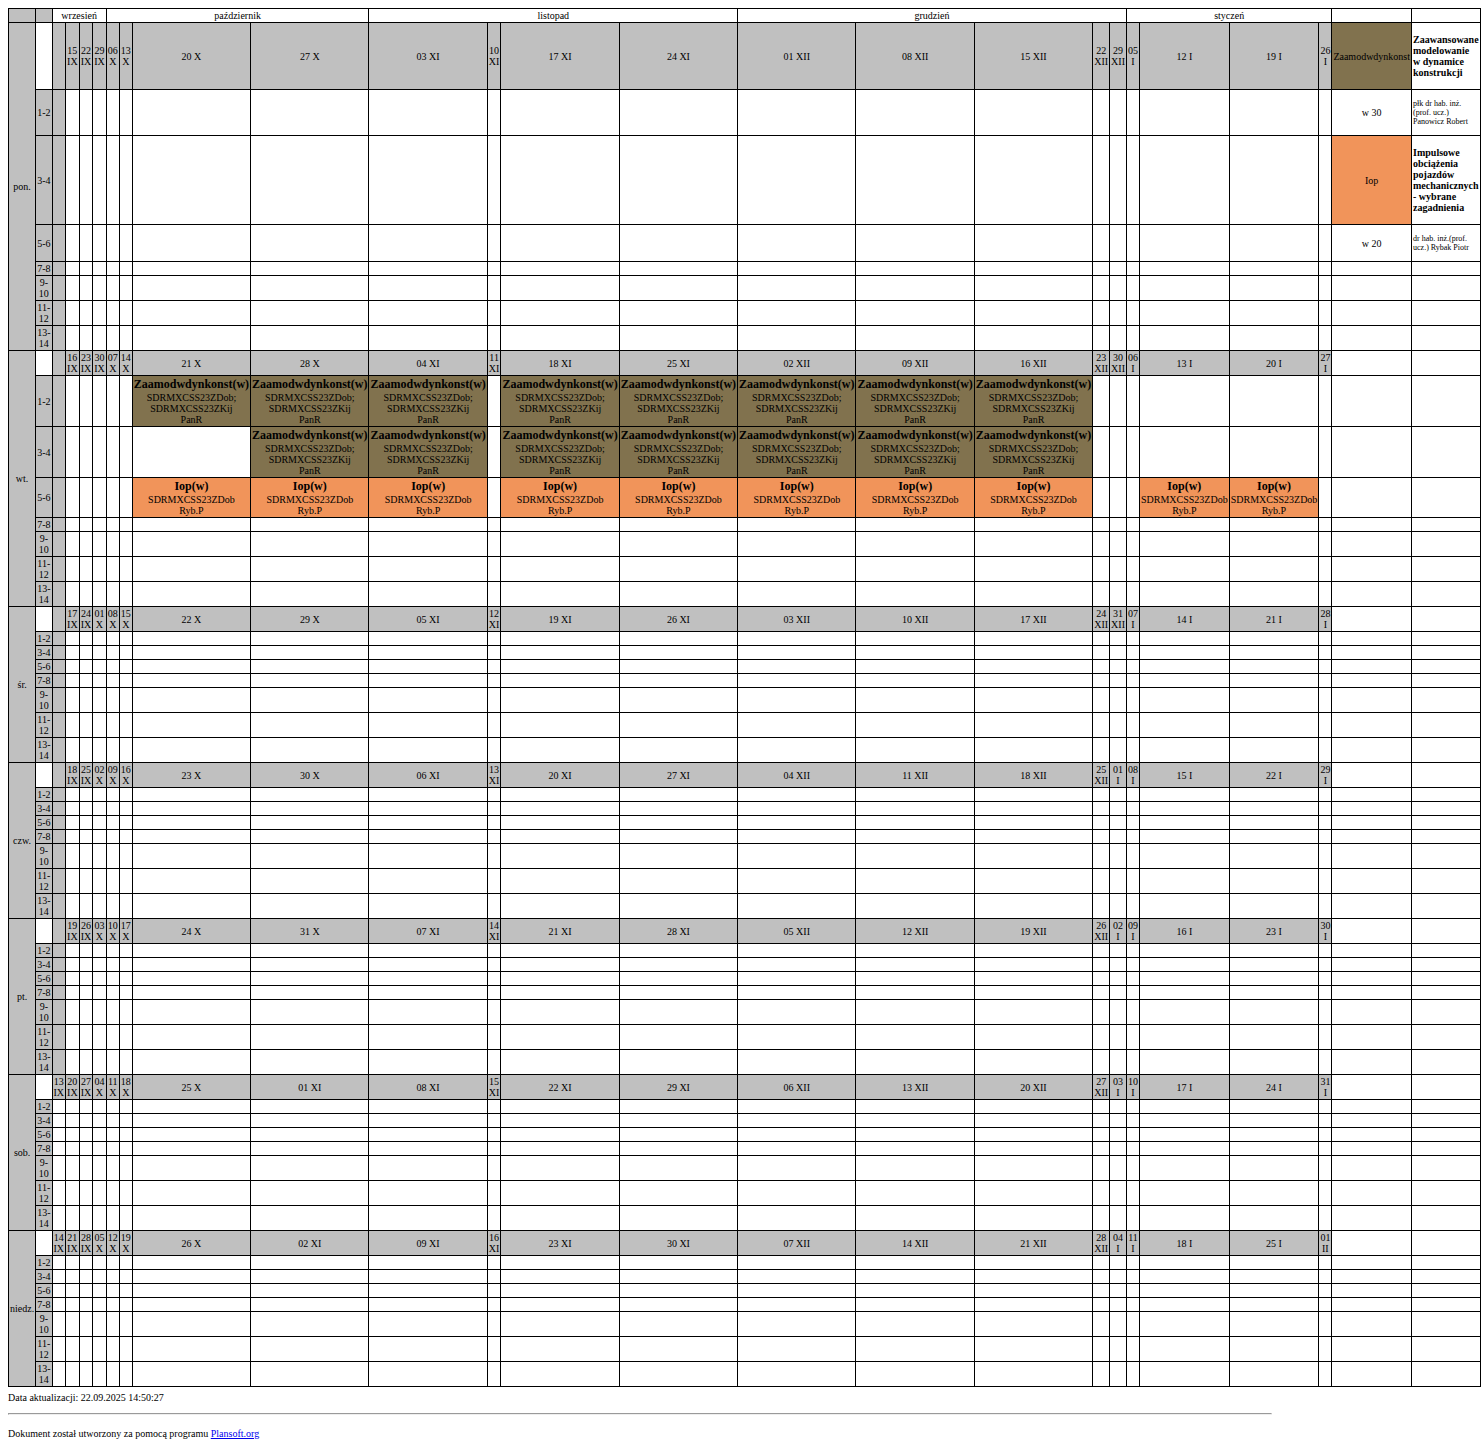 wrzesień październik listopad grudzień styczeń
pon. 15 IX 22 IX 29 IX 06 X 13 X 20 X 27 X 03 XI 10 XI 17 XI 24 XI 01 XII 08 XII 15 XII 22 XII 29 XII 05 I 12 I 19 I 26 I Zaamodwdynkonst Zaawansowane modelowanie w dynamice konstrukcji
1-2 w 30 płk dr hab. inż. (prof. ucz.) Panowicz Robert
3-4 Iop Impulsowe obciążenia pojazdów mechanicznych - wybrane zagadnienia
5-6 w 20 dr hab. inż.(prof. ucz.) Rybak Piotr
7-8
9-10
11-12
13-14
wt. 16 IX 23 IX 30 IX 07 X 14 X 21 X 28 X 04 XI 11 XI 18 XI 25 XI 02 XII 09 XII 16 XII 23 XII 30 XII 06 I 13 I 20 I 27 I
1-2 Zaamodwdynkonst(w) Zaamodwdynkonst(w) Zaamodwdynkonst(w) Zaamodwdynkonst(w) Zaamodwdynkonst(w) Zaamodwdynkonst(w) Zaamodwdynkonst(w) Zaamodwdynkonst(w)
SDRMXCSS23ZDob; SDRMXCSS23ZDob; SDRMXCSS23ZDob; SDRMXCSS23ZDob; SDRMXCSS23ZDob; SDRMXCSS23ZDob; SDRMXCSS23ZDob; SDRMXCSS23ZDob;
SDRMXCSS23ZKij SDRMXCSS23ZKij SDRMXCSS23ZKij SDRMXCSS23ZKij SDRMXCSS23ZKij SDRMXCSS23ZKij SDRMXCSS23ZKij SDRMXCSS23ZKij
PanR PanR PanR PanR PanR PanR PanR PanR
3-4 Zaamodwdynkonst(w) Zaamodwdynkonst(w) Zaamodwdynkonst(w) Zaamodwdynkonst(w) Zaamodwdynkonst(w) Zaamodwdynkonst(w) Zaamodwdynkonst(w)
SDRMXCSS23ZDob; SDRMXCSS23ZDob; SDRMXCSS23ZDob; SDRMXCSS23ZDob; SDRMXCSS23ZDob; SDRMXCSS23ZDob; SDRMXCSS23ZDob;
SDRMXCSS23ZKij SDRMXCSS23ZKij SDRMXCSS23ZKij SDRMXCSS23ZKij SDRMXCSS23ZKij SDRMXCSS23ZKij SDRMXCSS23ZKij
PanR PanR PanR PanR PanR PanR PanR
5-6 Iop(w) Iop(w) Iop(w) Iop(w) Iop(w) Iop(w) Iop(w) Iop(w) Iop(w) Iop(w)
SDRMXCSS23ZDob SDRMXCSS23ZDob SDRMXCSS23ZDob SDRMXCSS23ZDob SDRMXCSS23ZDob SDRMXCSS23ZDob SDRMXCSS23ZDob SDRMXCSS23ZDob SDRMXCSS23ZDob SDRMXCSS23ZDob
Ryb.P Ryb.P Ryb.P Ryb.P Ryb.P Ryb.P Ryb.P Ryb.P Ryb.P Ryb.P
7-8
9-10
11-12
13-14
śr. 17 IX 24 IX 01 X 08 X 15 X 22 X 29 X 05 XI 12 XI 19 XI 26 XI 03 XII 10 XII 17 XII 24 XII 31 XII 07 I 14 I 21 I 28 I
1-2
3-4
5-6
7-8
9-10
11-12
13-14
czw. 18 IX 25 IX 02 X 09 X 16 X 23 X 30 X 06 XI 13 XI 20 XI 27 XI 04 XII 11 XII 18 XII 25 XII 01 I 08 I 15 I 22 I 29 I
1-2
3-4
5-6
7-8
9-10
11-12
13-14
pt. 19 IX 26 IX 03 X 10 X 17 X 24 X 31 X 07 XI 14 XI 21 XI 28 XI 05 XII 12 XII 19 XII 26 XII 02 I 09 I 16 I 23 I 30 I
1-2
3-4
5-6
7-8
9-10
11-12
13-14
sob. 13 IX 20 IX 27 IX 04 X 11 X 18 X 25 X 01 XI 08 XI 15 XI 22 XI 29 XI 06 XII 13 XII 20 XII 27 XII 03 I 10 I 17 I 24 I 31 I
1-2
3-4
5-6
7-8
9-10
11-12
13-14
niedz. 14 IX 21 IX 28 IX 05 X 12 X 19 X 26 X 02 XI 09 XI 16 XI 23 XI 30 XI 07 XII 14 XII 21 XII 28 XII 04 I 11 I 18 I 25 I 01 II
1-2
3-4
5-6
7-8
9-10
11-12
13-14
Data aktualizacji: 22.09.2025 14:50:27
Dokument został utworzony za pomocą programu Plansoft.org